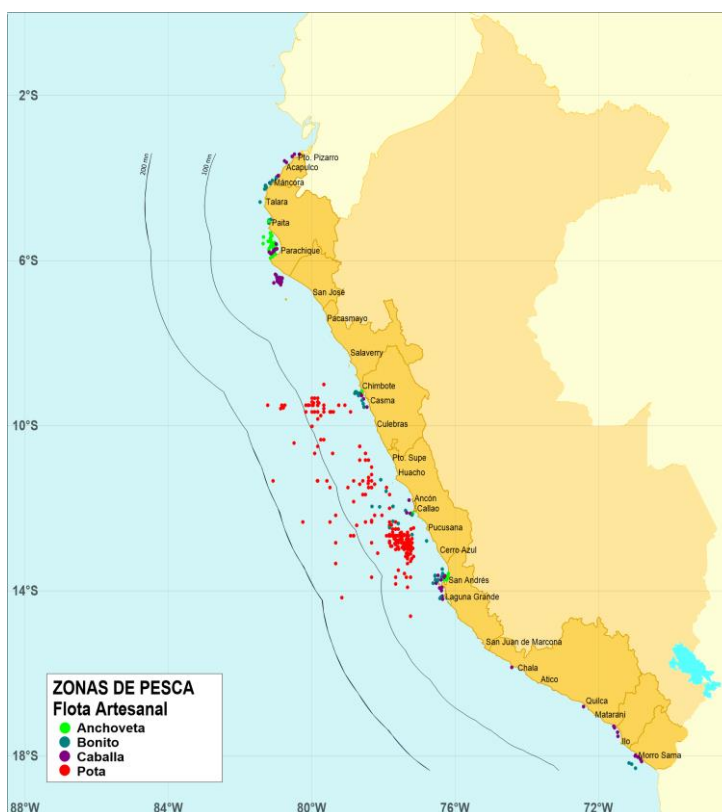 2°S
200 mn
100 mn
Pto. Pizarro
Acapulco
Máncora
Talara
Paita
6°S
Parachique
San José
Pacasmayo
Salaverry
Chimbote
Casma
10°S
Culebras
Pto. Supe
Huacho
Ancón
Callao
Pucusana
Cerro Azul
14°S
San Andrés
Laguna Grande
San Juan de Marcona
Chala
Atico
Quilca
Matarani
Ilo
Morro Sama
ZONAS DE PESCA
Flota Artesanal
Anchoveta
Bonito
Caballa
Pota
18°S
88°W
84°W
80°W
76°W
72°W